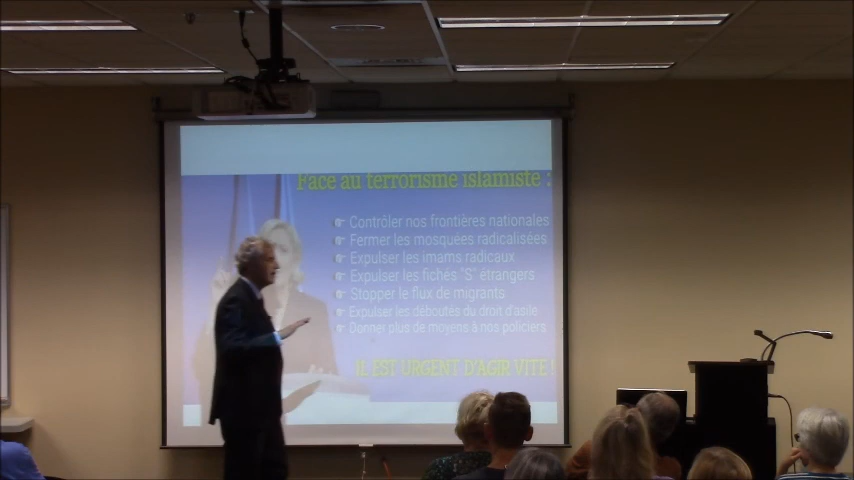 Face au terrorisme islamiste :
Contrôler nos frontières nationales
Fermer les mosquées radicalisées
Expulser les imams radicaux
Expulser les fichés "S" étrangers
Stopper le flux de migrants
Expulser les déboutés du droit d'asile
Donner plus de moyens à nos policiers
IL EST URGENT D'AGIR VITE !